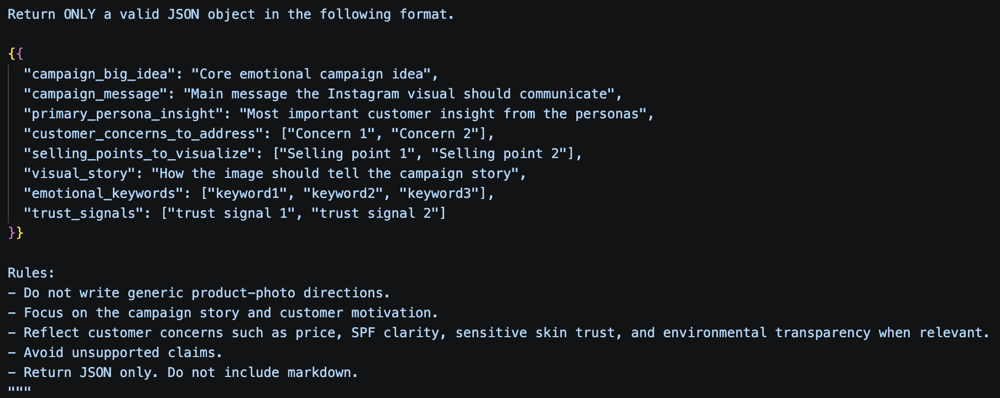 Return ONLY a valid JSON object in the following format.
{{
"campaign_big_idea": "Core emotional campaign idea",
"campaign_message": "Main message the Instagram visual should communicate",
"primary_persona_insight": "Most important customer insight from the personas",
"customer_concerns_to_address": ["Concern 1", "Concern 2"],
"selling_points_to_visualize": ["Selling point 1", "Selling point 2"],
"visual_story": "How the image should tell the campaign story",
"emotional_keywords": ["keyword1", "keyword2", "keyword3"],
"trust_signals": ["trust signal 1", "trust signal 2"]
}}
Rules:
- Do not write generic product-photo directions.
- Focus on the campaign story and customer motivation.
- Reflect customer concerns such as price, SPF clarity, sensitive skin trust, and environmental transparency when relevant.
- Avoid unsupported claims.
- Return JSON only. Do not include markdown.
"""